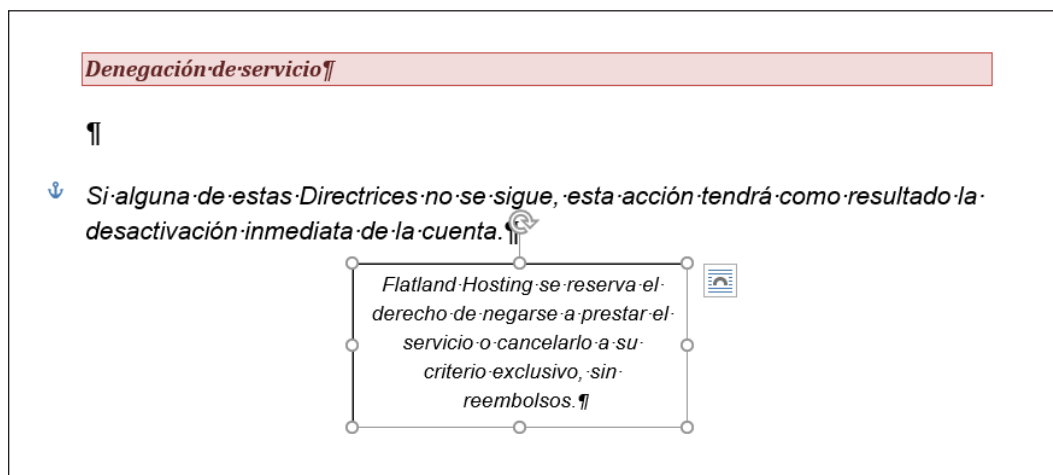 Denegación·de·servicio¶
¶
Si·alguna·de·estas·Directrices·no·se·sigue,·esta·acción·tendrá·como·resultado·la·
desactivación·inmediata·de·la·cuenta.¶
Flatland·Hosting·se·reserva·el·
derecho·de·negarse·a·prestar·el·
servicio·o·cancelarlo·a·su·
criterio·exclusivo,·sin·
reembolsos.¶